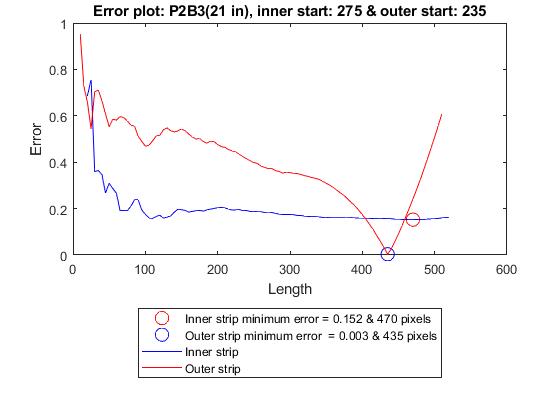 Error plot: P2B3(21 in), inner start: 275 & outer start: 235
1
0.8
0.6
0.4
0.2
0
Error
0 100 200 300 400 500 600
Length
Inner strip minimum error = 0.152 & 470 pixels
Outer strip minimum error = 0.003 & 435 pixels
Inner strip
Outer strip